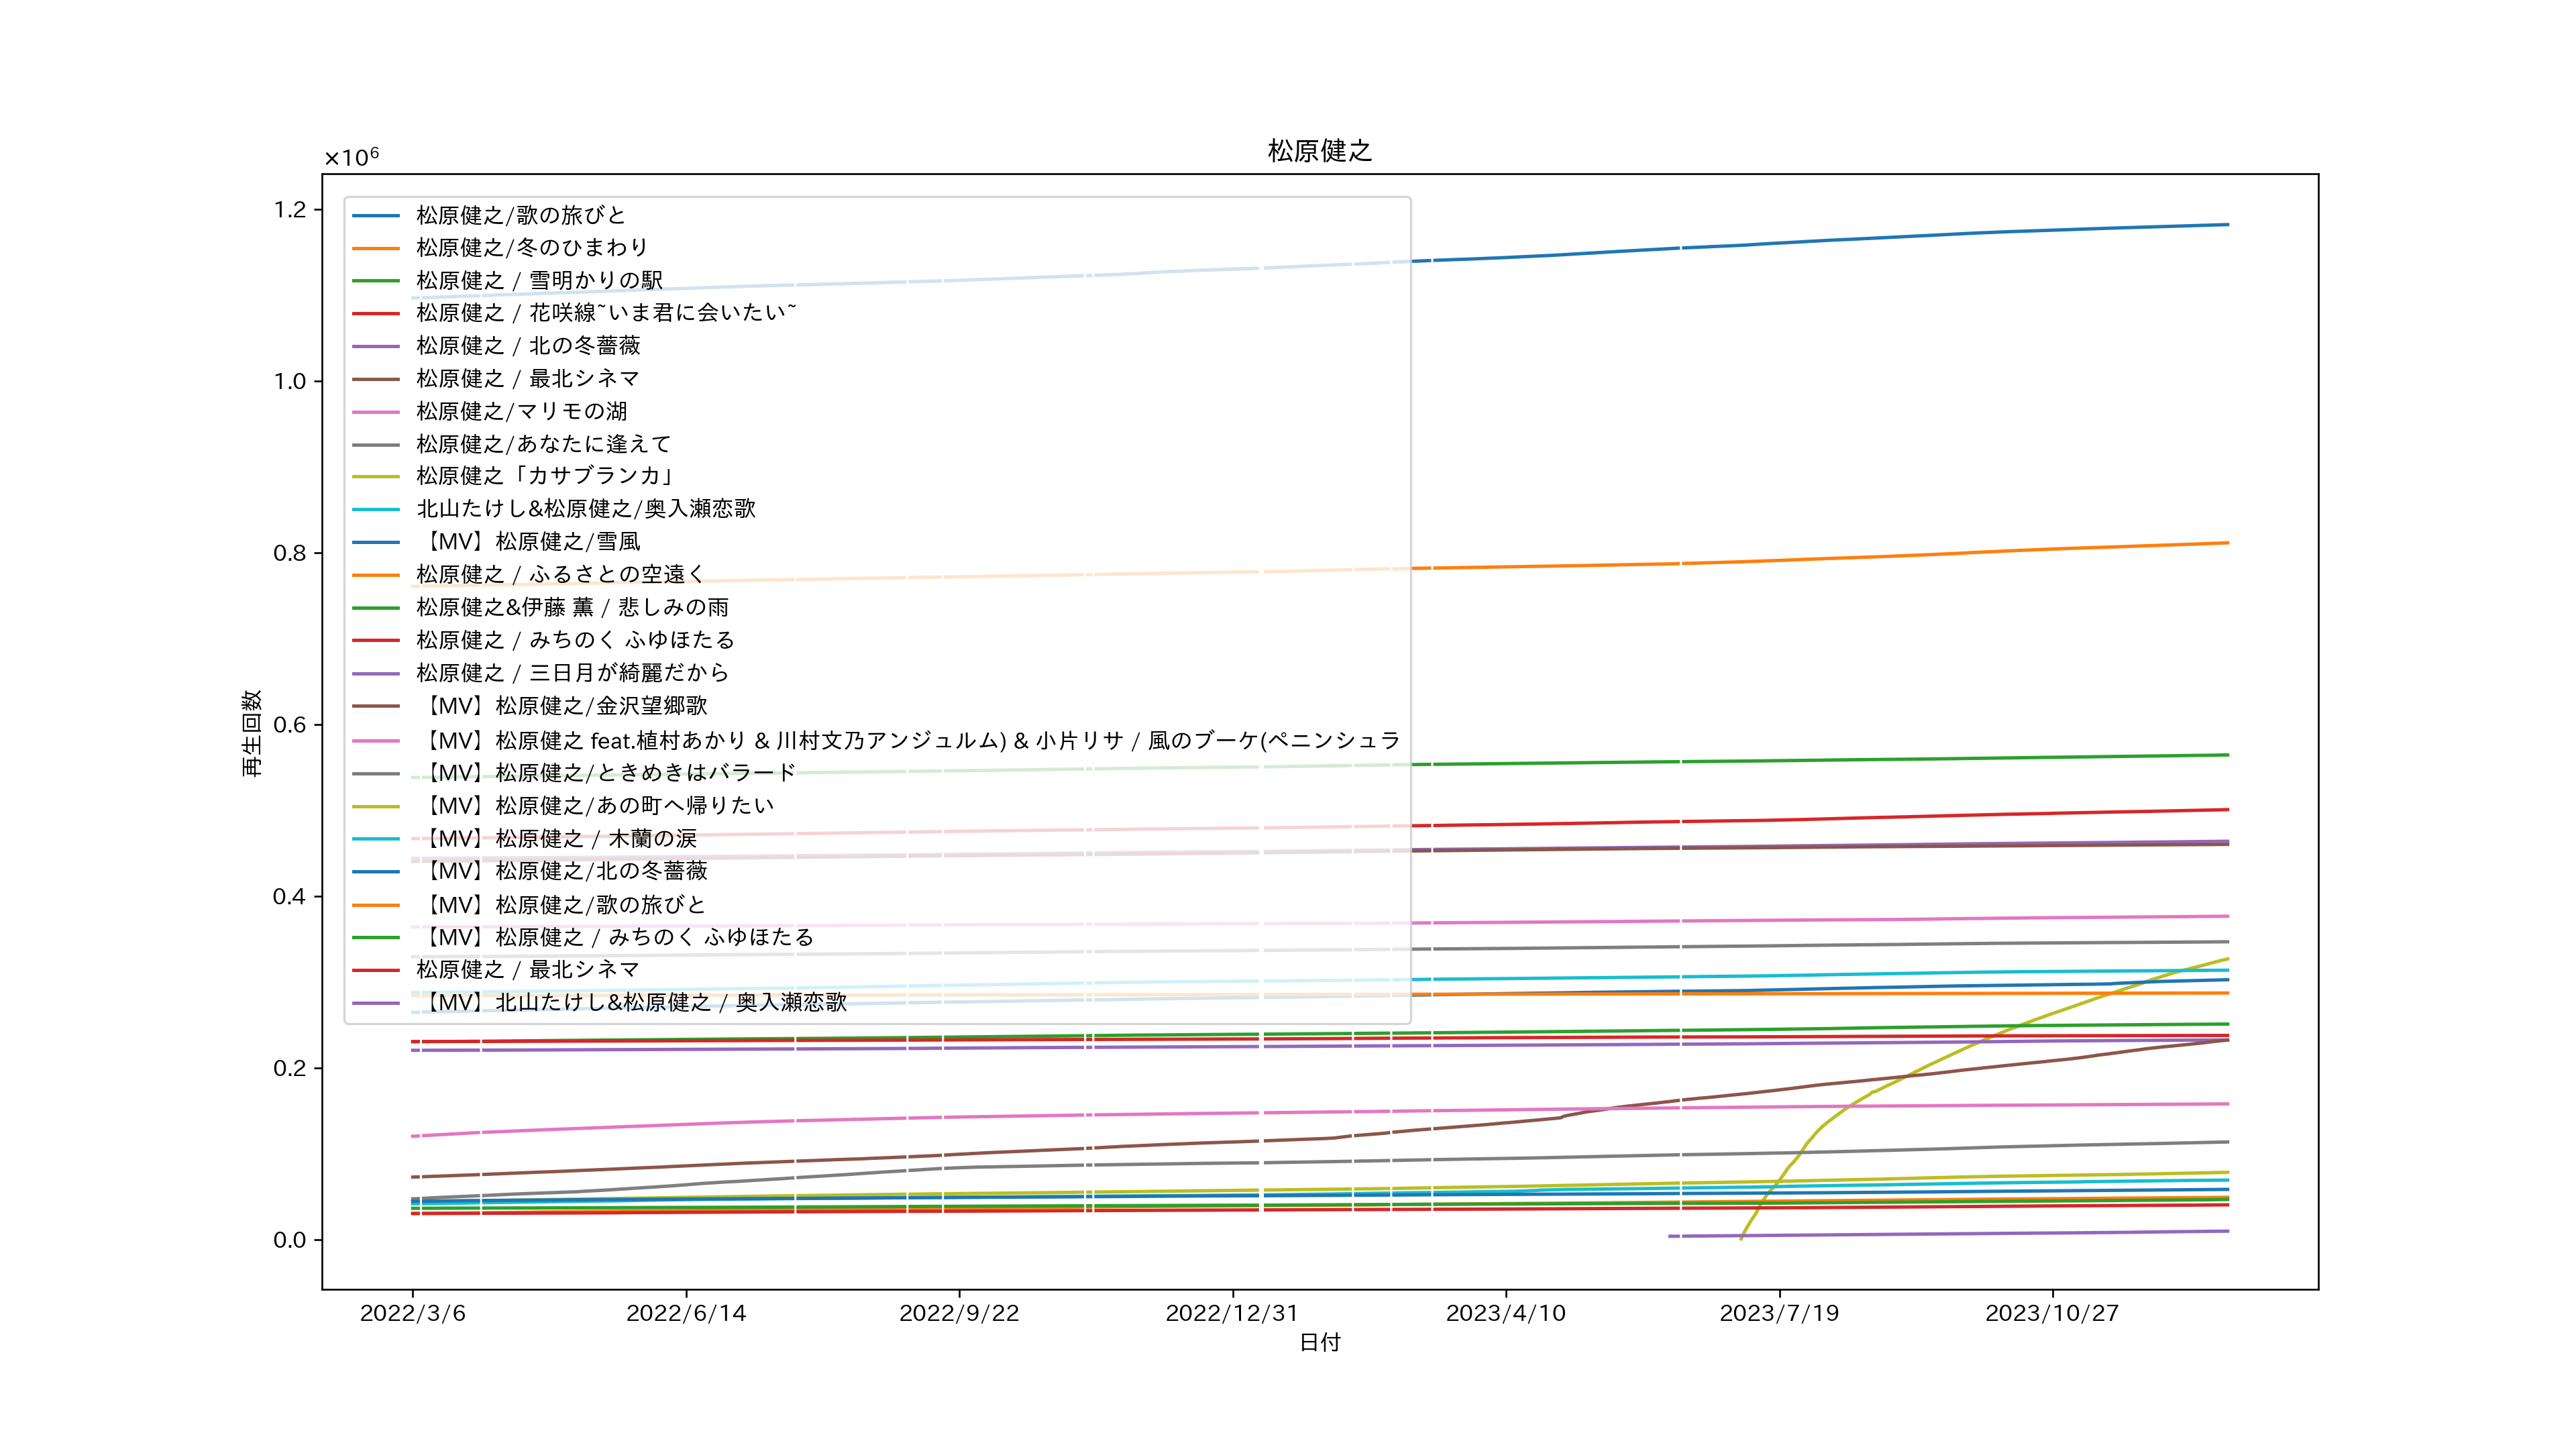 松原健之
×10⁶
1.2
1.0
0.8
0.6
0.4
0.2
0.0
再生回数
松原健之/歌の旅びと
松原健之/冬のひまわり
松原健之 / 雪明かりの駅
松原健之 / 花咲線~いま君に会いたい~
松原健之 / 北の冬薔薇
松原健之 / 最北シネマ
松原健之/マリモの湖
松原健之/あなたに逢えて
松原健之「カサブランカ」
北山たけし&松原健之/奥入瀬恋歌
【MV】松原健之/雪風
松原健之 / ふるさとの空遠く
松原健之&伊藤 薫 / 悲しみの雨
松原健之 / みちのく ふゆほたる
松原健之 / 三日月が綺麗だから
【MV】松原健之/金沢望郷歌
【MV】松原健之 feat.植村あかり & 川村文乃アンジュルム) & 小片リサ / 風のブーケ(ペニンシュラ
【MV】松原健之/ときめきはバラード
【MV】松原健之/あの町へ帰りたい
【MV】松原健之 / 木蘭の涙
【MV】松原健之/北の冬薔薇
【MV】松原健之/歌の旅びと
【MV】松原健之 / みちのく ふゆほたる
松原健之 / 最北シネマ
【MV】北山たけし&松原健之 / 奥入瀬恋歌
2022/3/6 2022/6/14 2022/9/22 2022/12/31 2023/4/10 2023/7/19 2023/10/27
日付